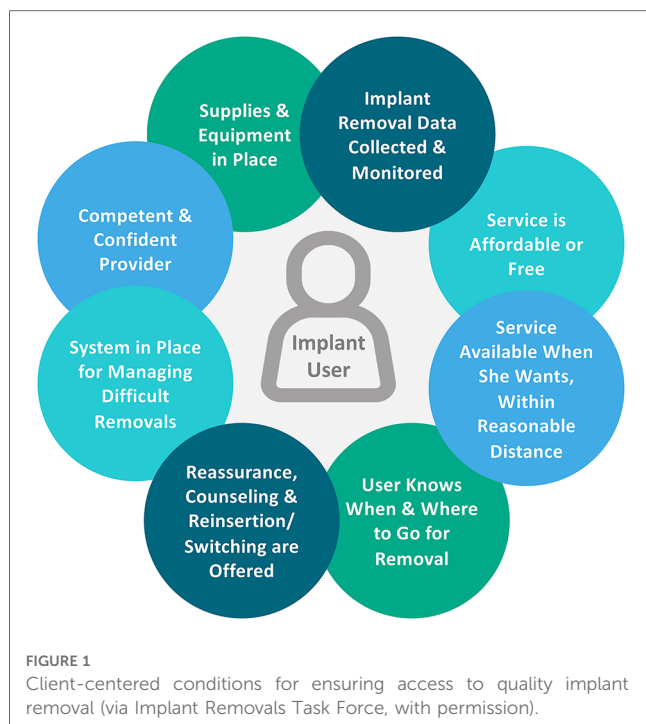 Supplies &
Equipment
in Place
Implant
Removal Data
Collected &
Monitored
Competent &
Confident
Provider
Service is
Affordable or
Free
Implant
User
System in Place
for Managing
Difficult
Removals
Service
Available When
She Wants,
Within
Reasonable
Distance
Reassurance,
Counseling &
Reinsertion/
Switching are
Offered
User Knows
When & Where
to Go for
Removal
FIGURE 1
Client-centered conditions for ensuring access to quality implant
removal (via Implant Removals Task Force, with permission).